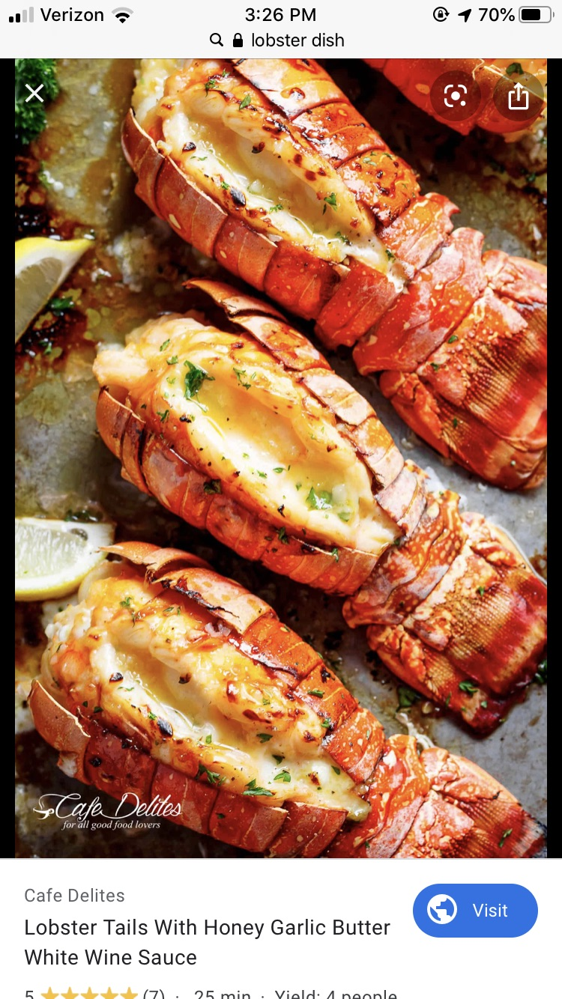 Verizon 3:26 PM 70%
lobster dish
Cafe Delites
for all good food lovers
Cafe Delites
Visit
Lobster Tails With Honey Garlic Butter
White Wine Sauce
5 (7) · 25 min · Yield: 4 people